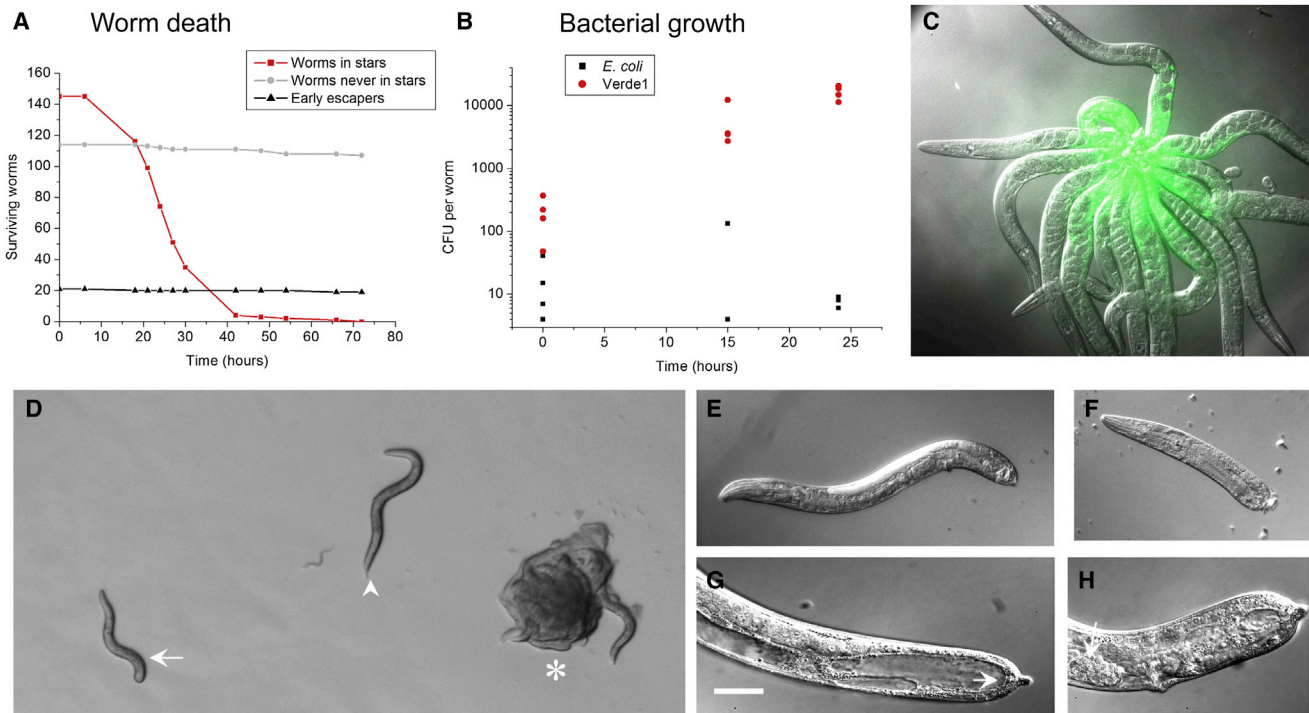 A Worm death
Worms in stars
Worms never in stars
Early escapers
Surviving worms
160
140
120
100
80
60
40
20
0
0 10 20 30 40 50 60 70 80
Time (hours)
B Bacterial growth
E. coli
Verde1
CFU per worm
10000
1000
100
10
0 5 10 15 20 25
Time (hours)
C
D
*
E
F
G
H